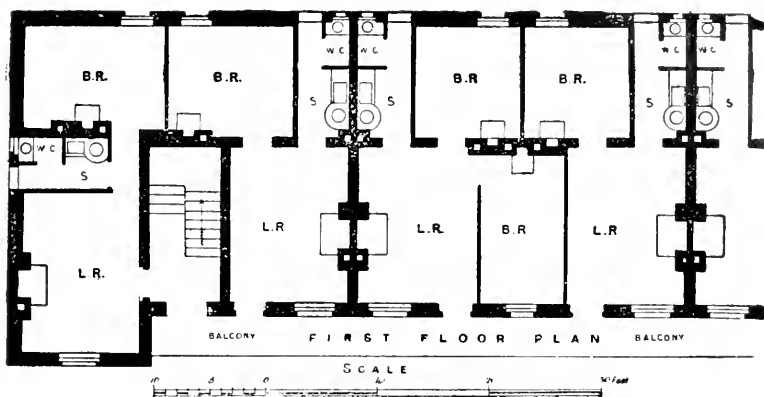 W.C W.C W.C W.C
B.R. B.R. B.R B.R.
S S S S
W.C
S
L.R L.R. B.R L.R
L.R.
BALCONY FIRST FLOOR PLAN BALCONY
SCALE
10 5 0 10 20 30 Feet